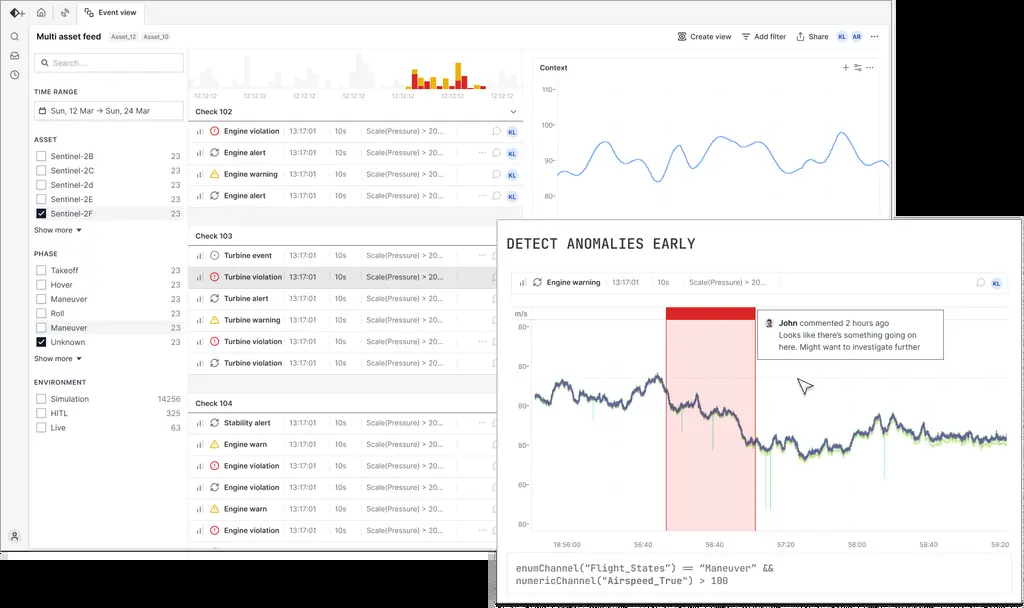 Event view
Multi asset feed Asset_12 Asset_10
Create view Add filter Share KL AR
Search....
TIME RANGE
Sun, 12 Mar → Sun, 24 Mar
ASSET
Sentinel-2B 23
Sentinel-2C 23
Sentinel-2d 23
Sentinel-2E 23
Sentinel-2F 23
Show more
PHASE
Takeoff 23
Hover 23
Maneuver 23
Roll 23
Maneuver 23
Unknown 23
Show more
ENVIRONMENT
Simulation 14256
HITL 325
Live 63
12:12:12 12:12:12 12:12:12 12:12:12 12:12:12 12:12:12 12:12:12
Check 102
Engine violation 13:17:01 10s Scale(Pressure) > 20... KL
Engine alert 13:17:01 10s Scale(Pressure) > 20... KL
Engine warning 13:17:01 10s Scale(Pressure) > 20... KL
Engine alert 13:17:01 10s Scale(Pressure) > 20... KL
Check 103
Turbine event 13:17:01 10s Scale(Pressure) > 20...
Turbine violation 13:17:01 10s Scale(Pressure) > 20...
Turbine alert 13:17:01 10s Scale(Pressure) > 20...
Turbine warning 13:17:01 10s Scale(Pressure) > 20...
Turbine violation 13:17:01 10s Scale(Pressure) > 20...
Turbine violation 13:17:01 10s Scale(Pressure) > 20...
Check 104
Stability alert 13:17:01 10s Scale(Pressure) > 20...
Engine warn 13:17:01 10s Scale(Pressure) > 20...
Engine violation 13:17:01 10s Scale(Pressure) > 20...
Engine violation 13:17:01 10s Scale(Pressure) > 20...
Engine warn 13:17:01 10s Scale(Pressure) > 20...
Engine violation 13:17:01 10s Scale(Pressure) > 20...
Context
110
100
90
80
DETECT ANOMALIES EARLY
Engine warning 13:17:01 10s Scale(Pressure) > 20... KL
m/s
80
80
80
80
80
80
John commented 2 hours ago
Looks like there's something going on
here. Might want to investigate further
18:56:00 56:40 56:40 57:20 58:00 58:40 59:20
enumChannel("Flight_States") == "Maneuver" &&
numericChannel("Airspeed_True") > 100